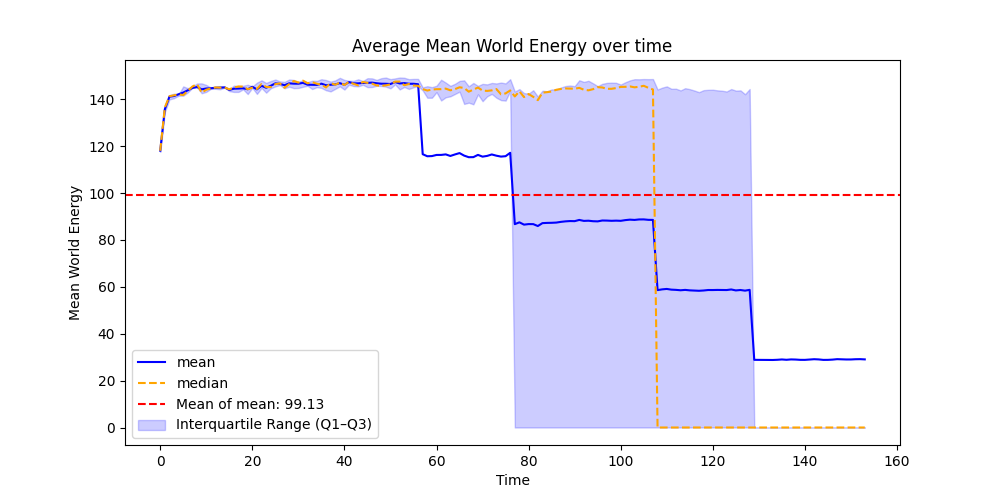 Average Mean World Energy over time
Mean World Energy
140
120
100
80
60
40
20
0
mean
median
Mean of mean: 99.13
Interquartile Range (Q1–Q3)
0 20 40 60 80 100 120 140 160
Time